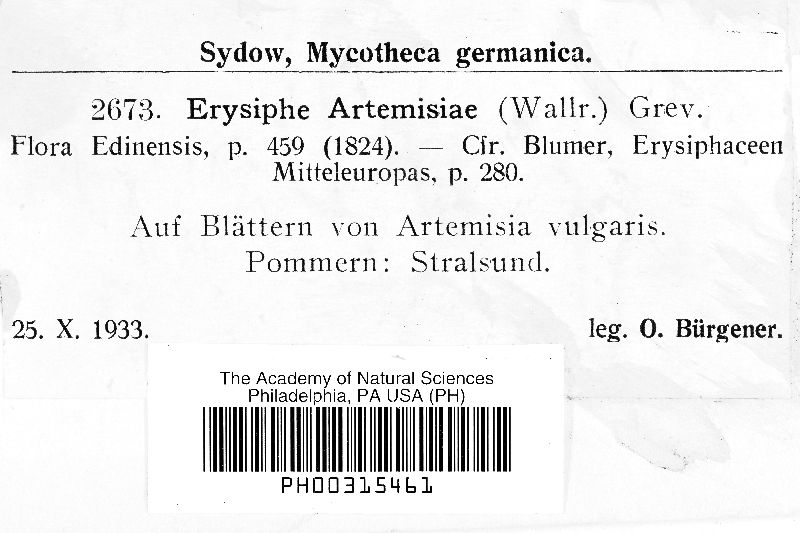 Sydow, Mycotheca germanica.
2673. Erysiphe Artemisiae (Wallr.) Grev.
Flora Edinensis, p. 459 (1824). — Cfr. Blumer, Erysiphaceen
Mitteleuropas, p. 280.
Auf Blättern von Artemisia vulgaris.
Pommern: Stralsund.
25. X. 1933. leg. O. Bürgener.
The Academy of Natural Sciences
Philadelphia, PA USA (PH)
PH00315461